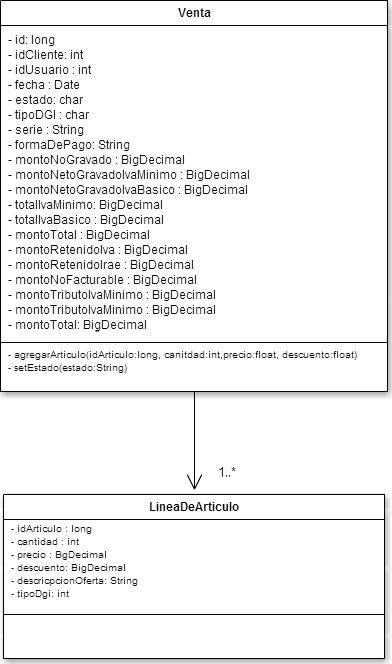 Venta
- id: long
- idCliente: int
- idUsuario : int
- fecha : Date
- estado: char
- tipoDGI : char
- serie : String
- formaDePago: String
- montoNoGravado : BigDecimal
- montoNetoGravadoIvaMinimo : BigDecimal
- montoNetoGravadoIvaBasico : BigDecimal
- totalIvaMinimo: BigDecimal
- totalIvaBasico : BigDecimal
- montoTotal : BigDecimal
- montoRetenidoIva : BigDecimal
- montoRetenidoIrae : BigDecimal
- montoNoFacturable : BigDecimal
- montoTributoIvaMinimo : BigDecimal
- montoTributoIvaMinimo : BigDecimal
- montoTotal: BigDecimal
- agregarArticulo(idArticulo:long, canitdad:int,precio:float, descuento:float)
- setEstado(estado:String)
1..*
LineaDeArticulo
- idArticulo : long
- cantidad : int
- precio : BgDecimal
- descuento: BigDecimal
- descricpcionOferta: String
- tipoDgi: int